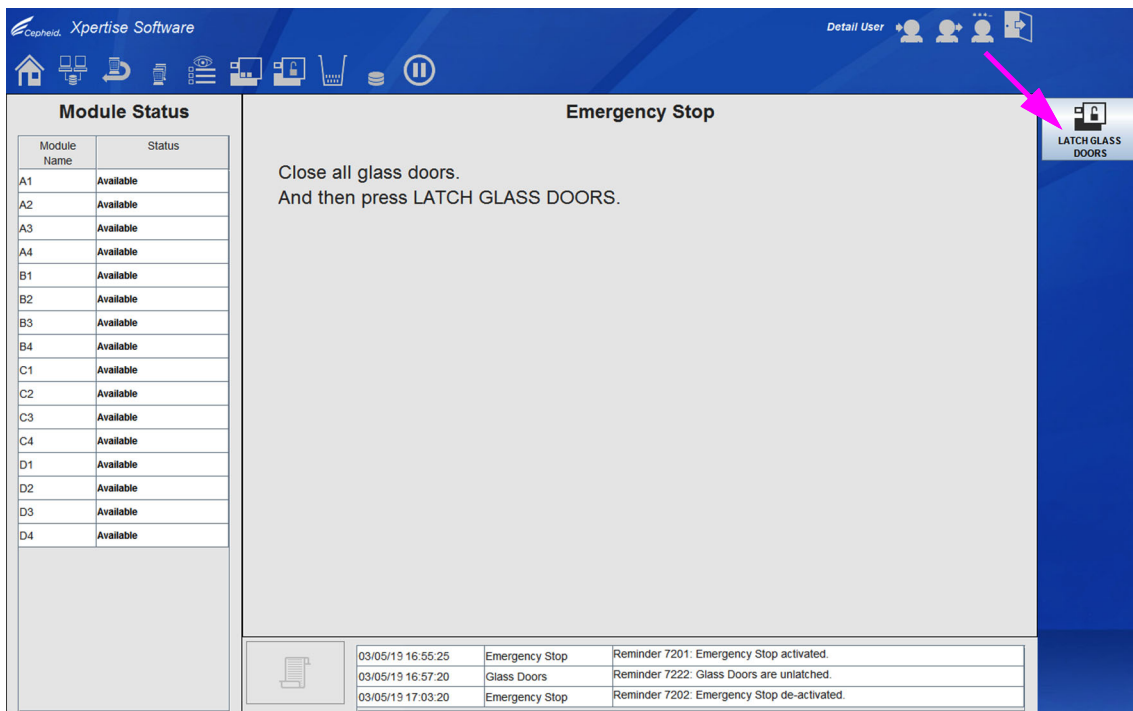 Cepheid. Xpertise Software
Detail User
Module Status
Emergency Stop
LATCH GLASS
DOORS
Module
Name
Status
Close all glass doors.
And then press LATCH GLASS DOORS.
A1 Available
A2 Available
A3 Available
A4 Available
B1 Available
B2 Available
B3 Available
B4 Available
C1 Available
C2 Available
C3 Available
C4 Available
D1 Available
D2 Available
D3 Available
D4 Available
03/05/19 16:55:25 Emergency Stop Reminder 7201: Emergency Stop activated.
03/05/19 16:57:20 Glass Doors Reminder 7222: Glass Doors are unlatched.
03/05/19 17:03:20 Emergency Stop Reminder 7202: Emergency Stop de-activated.